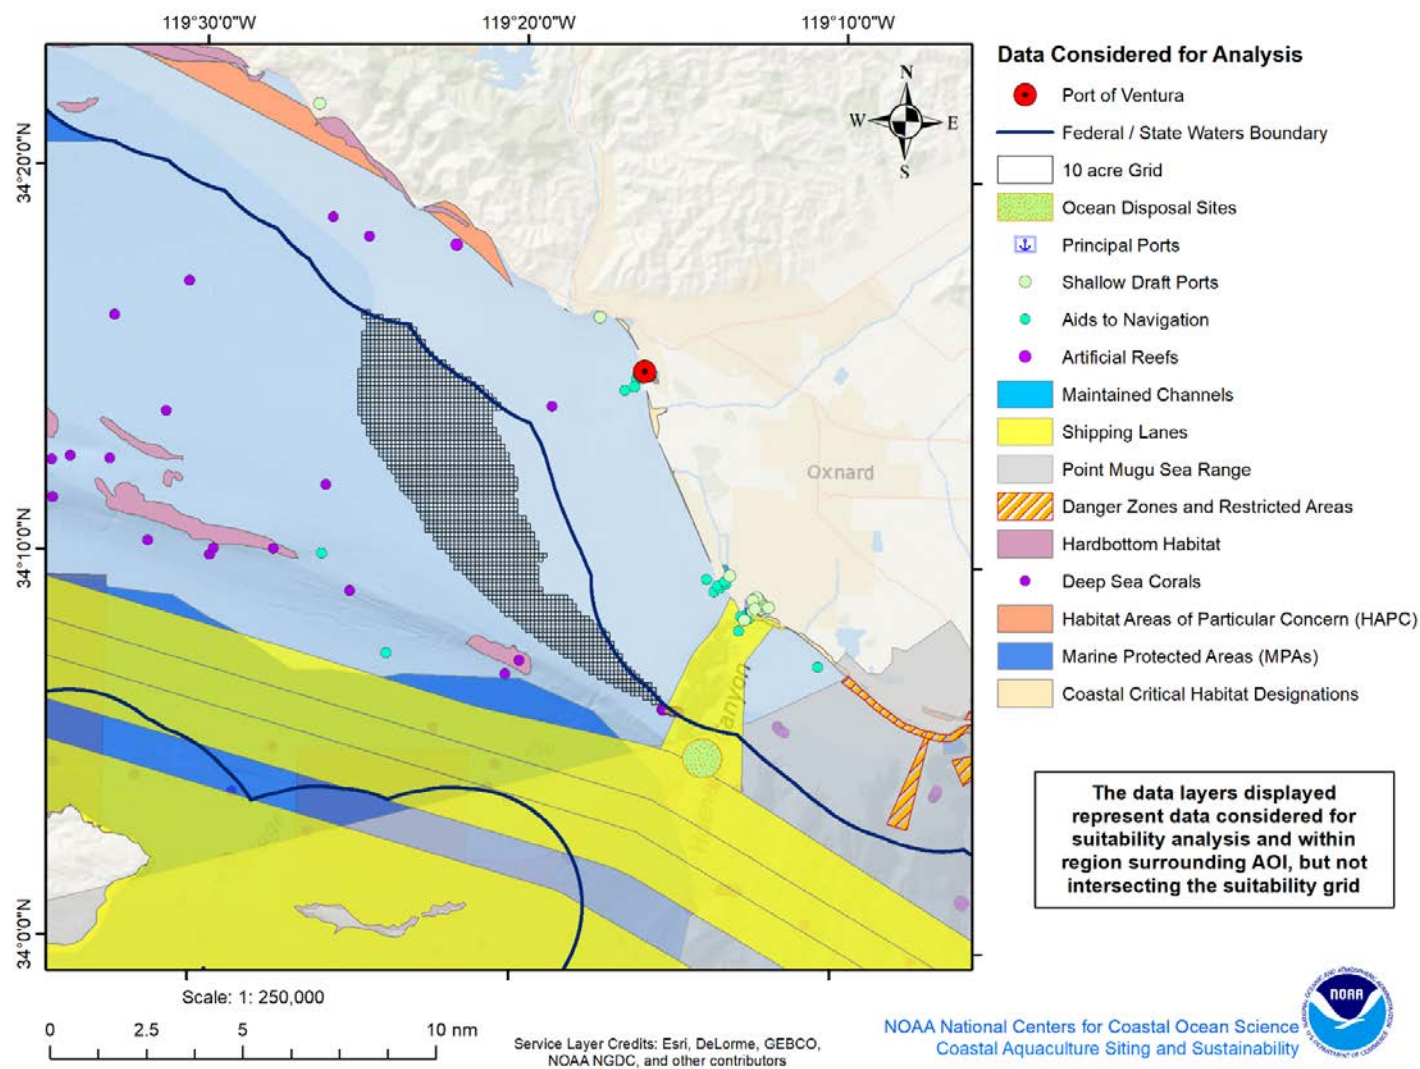 119°30'0"W
119°20'0"W
119°10'0"W
34°20'0"N
34°10'0"N
34°0'0"N
N
W
E
S
Oxnard
Canyon
Data Considered for Analysis
Port of Ventura
Federal / State Waters Boundary
10 acre Grid
Ocean Disposal Sites
Principal Ports
Shallow Draft Ports
Aids to Navigation
Artificial Reefs
Maintained Channels
Shipping Lanes
Point Mugu Sea Range
Danger Zones and Restricted Areas
Hardbottom Habitat
Deep Sea Corals
Habitat Areas of Particular Concern (HAPC)
Marine Protected Areas (MPAs)
Coastal Critical Habitat Designations
The data layers displayed
represent data considered for
suitability analysis and within
region surrounding AOI, but not
intersecting the suitability grid
Scale: 1: 250,000
0 2.5 5 10 nm
Service Layer Credits: Esri, DeLorme, GEBCO,
NOAA NGDC, and other contributors
NOAA National Centers for Coastal Ocean Science
Coastal Aquaculture Siting and Sustainability
NOAA